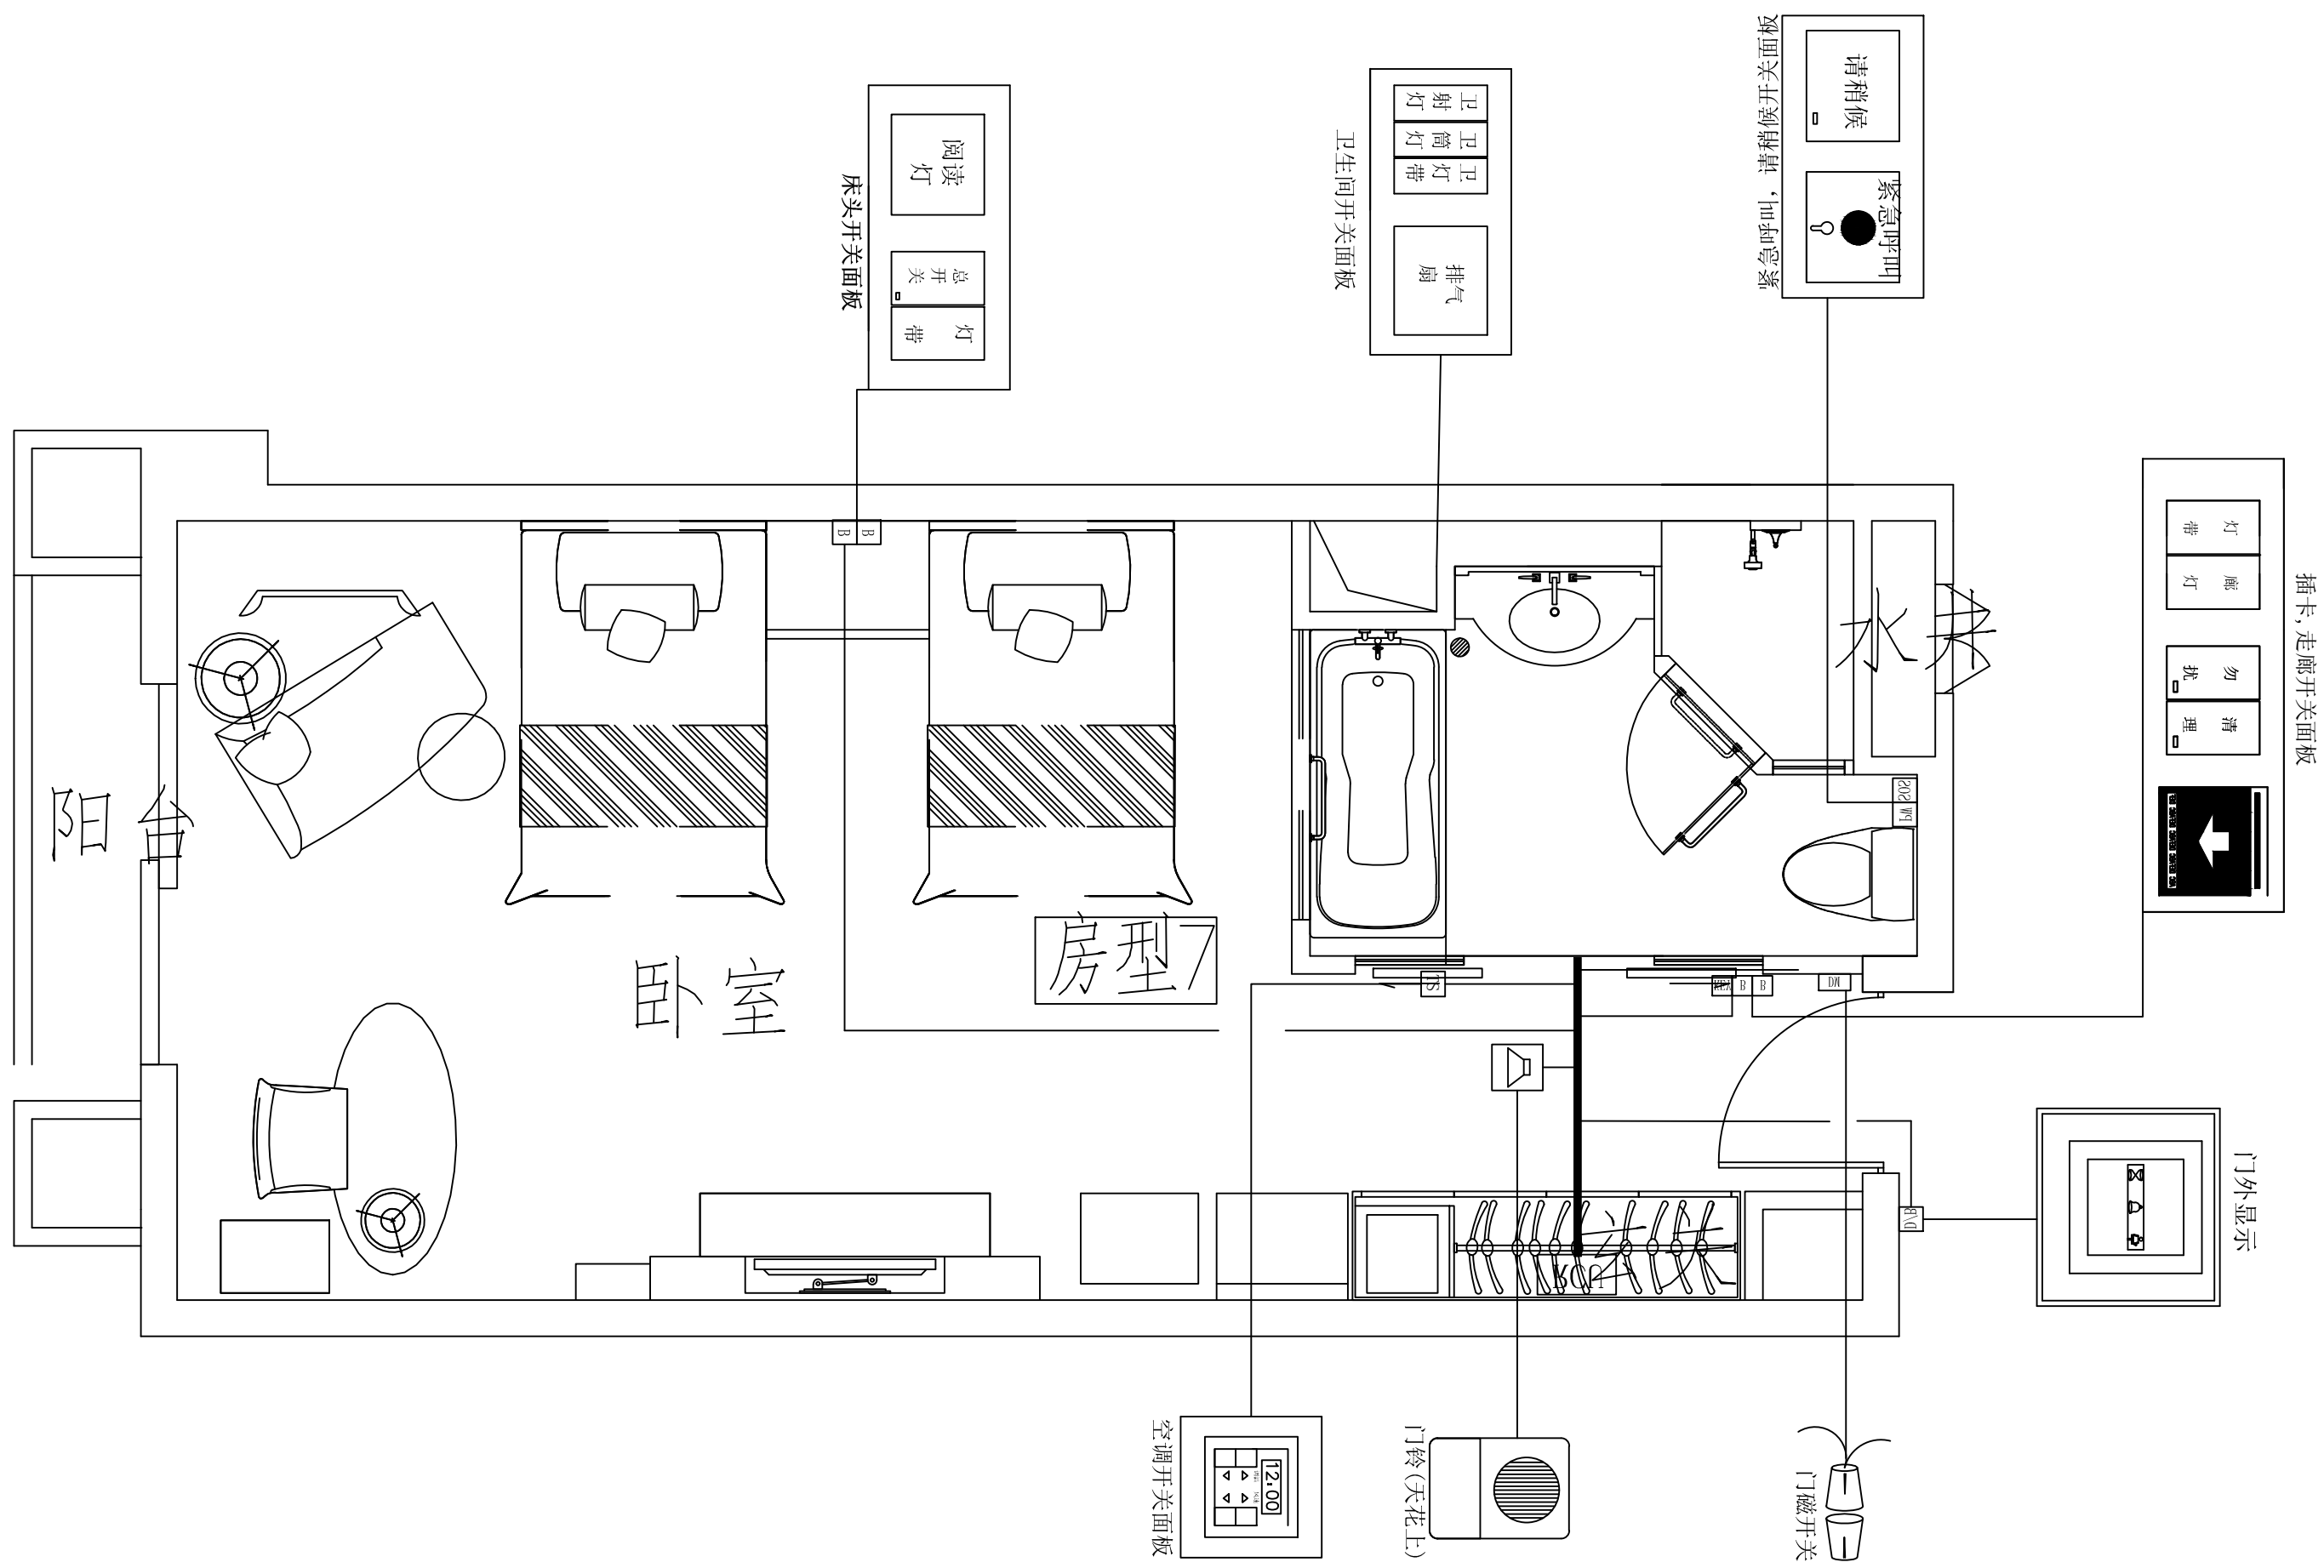 请稍候
紧急呼叫
紧急呼叫，请稍候开关面板
卫射灯
卫筒灯
卫灯带
排气扇
卫生间开关面板
阅读灯
总开关
灯带
床头开关面板
灯带
廊灯
勿扰
清理
插卡，走廊开关面板
B
B
SOS
阳台
卧室
房型7
TS
B
B
DM
RCU
门外显示
12:00
空调开关面板
门铃(天花上)
门磁开关